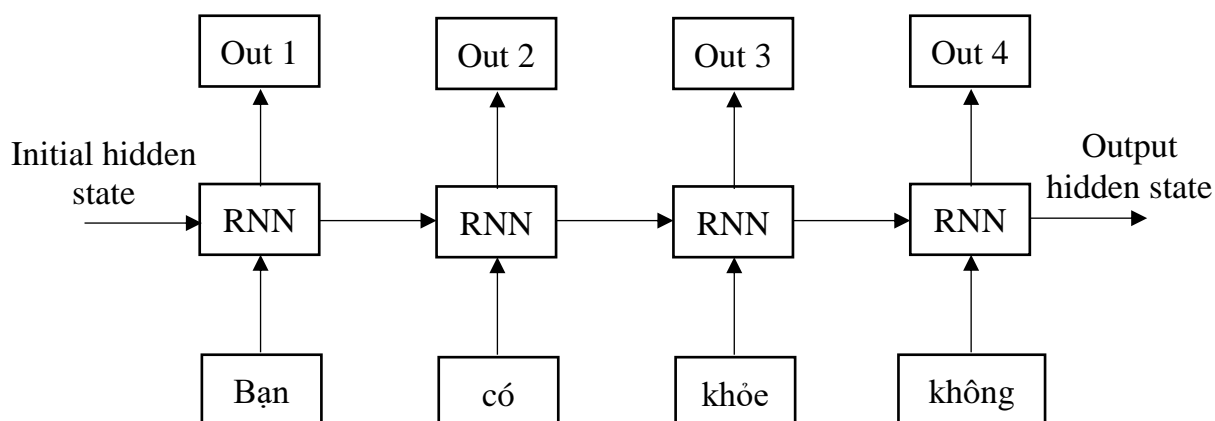 Out 1
Out 2
Out 3
Out 4
Initial hidden
state
Output
hidden state
RNN
RNN
RNN
RNN
Bạn
có
khỏe
không